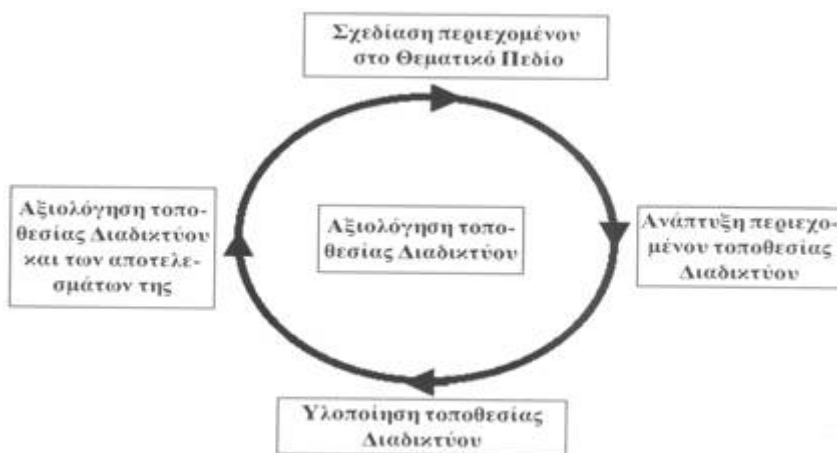 Σχεδίαση περιεχομένου
στο Θεματικό Πεδίο
Αξιολόγηση τοπο-
θεσίας Διαδικτύου
και των αποτελε-
σμάτων της
Αξιολόγηση τοπο-
θεσίας Διαδικτύου
Ανάπτυξη περιεχο-
μένου τοποθεσίας
Διαδικτύου
Υλοποίηση τοποθεσίας
Διαδικτύου